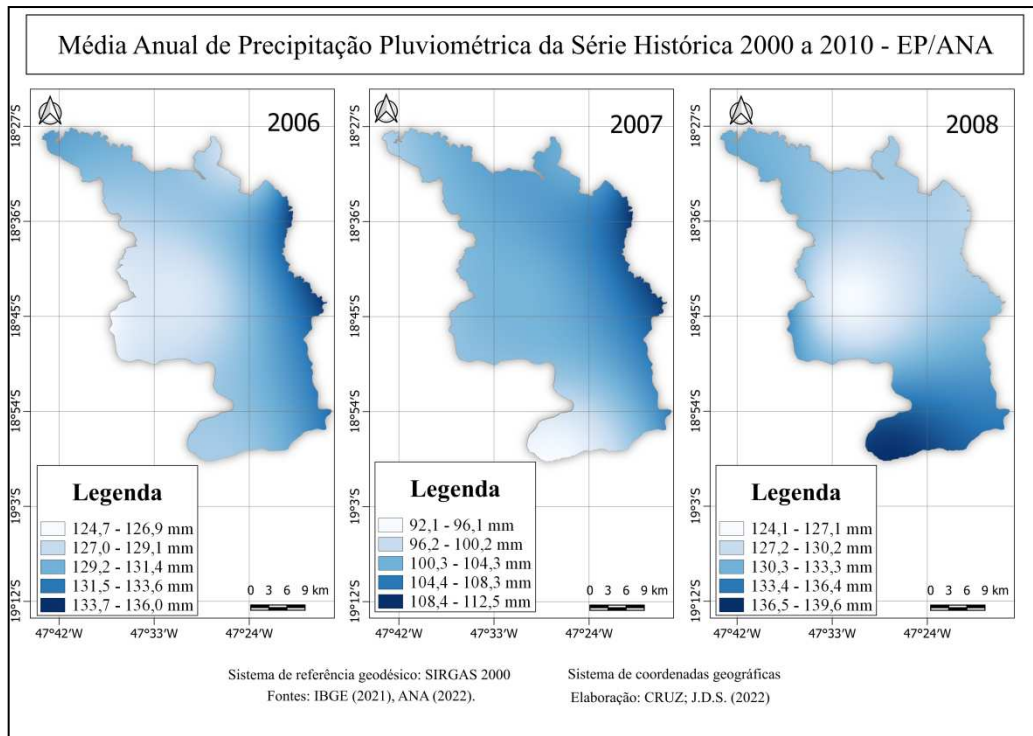 Média Anual de Precipitação Pluviométrica da Série Histórica 2000 a 2010 - EP/ANA
2006
18°27'S
18°36'S
18°45'S
18°54'S
19°3'S
19°12'S
Legenda
124,7 - 126,9 mm
127,0 - 129,1 mm
129,2 - 131,4 mm
131,5 - 133,6 mm
133,7 - 136,0 mm
0 3 6 9 km
47°42'W 47°33'W 47°24'W
2007
18°27'S
18°36'S
18°45'S
18°54'S
19°3'S
19°12'S
Legenda
92,1 - 96,1 mm
96,2 - 100,2 mm
100,3 - 104,3 mm
104,4 - 108,3 mm
108,4 - 112,5 mm
0 3 6 9 km
47°42'W 47°33'W 47°24'W
2008
18°27'S
18°36'S
18°45'S
18°54'S
19°3'S
19°12'S
Legenda
124,1 - 127,1 mm
127,2 - 130,2 mm
130,3 - 133,3 mm
133,4 - 136,4 mm
136,5 - 139,6 mm
0 3 6 9 km
47°42'W 47°33'W 47°24'W
Sistema de referência geodésico: SIRGAS 2000
Fontes: IBGE (2021), ANA (2022).
Sistema de coordenadas geográficas
Elaboração: CRUZ; J.D.S. (2022)